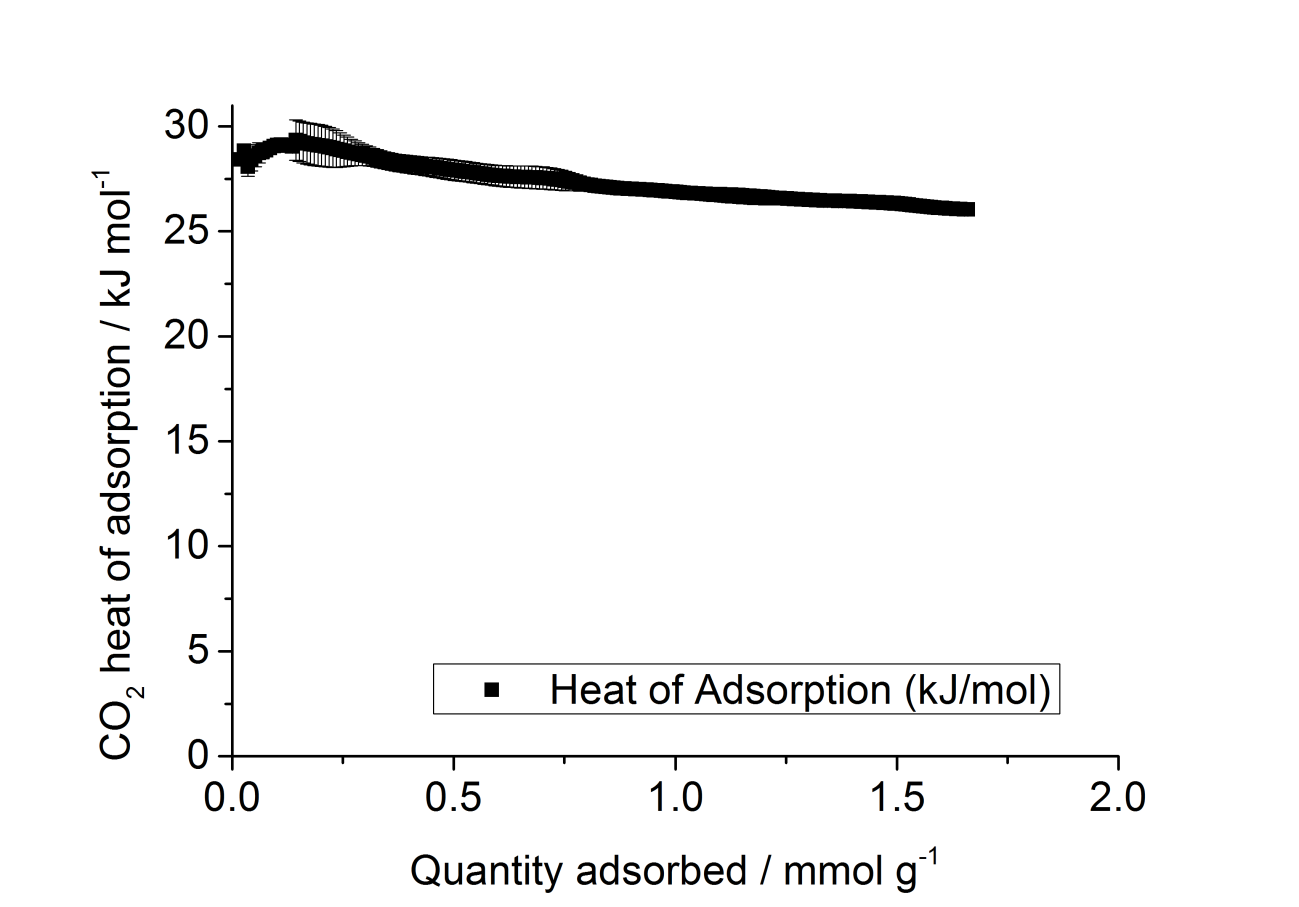 CO₂ heat of adsorption / kJ mol⁻¹
30
25
20
15
10
5
0
Heat of Adsorption (kJ/mol)
0.0 0.5 1.0 1.5 2.0
Quantity adsorbed / mmol g⁻¹